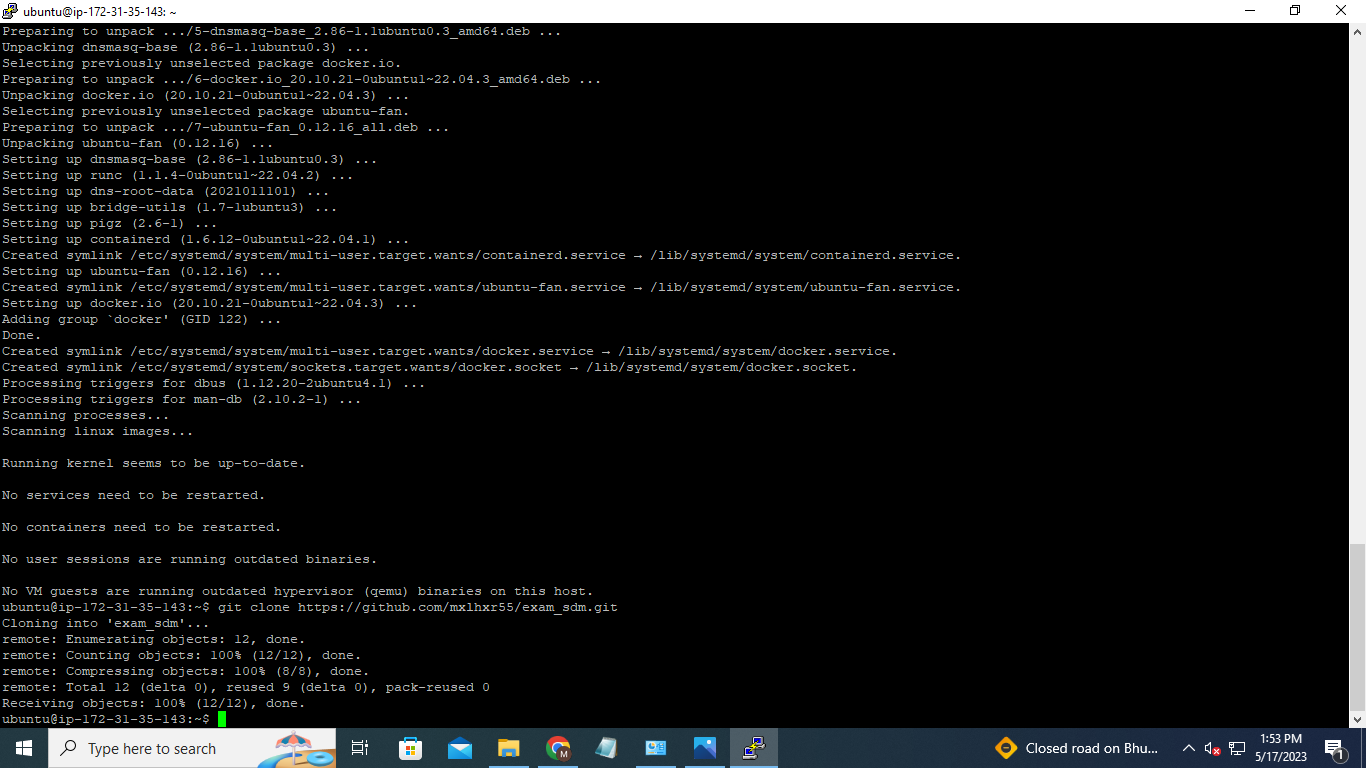 ubuntu@ip-172-31-35-143: ~
Preparing to unpack .../5-dnsmasq-base_2.86-1.1ubuntu0.3_amd64.deb ...
Unpacking dnsmasq-base (2.86-1.1ubuntu0.3) ...
Selecting previously unselected package docker.io.
Preparing to unpack .../6-docker.io_20.10.21-0ubuntu1~22.04.3_amd64.deb ...
Unpacking docker.io (20.10.21-0ubuntu1~22.04.3) ...
Selecting previously unselected package ubuntu-fan.
Preparing to unpack .../7-ubuntu-fan_0.12.16_all.deb ...
Unpacking ubuntu-fan (0.12.16) ...
Setting up dnsmasq-base (2.86-1.1ubuntu0.3) ...
Setting up runc (1.1.4-0ubuntu1~22.04.2) ...
Setting up dns-root-data (2021011101) ...
Setting up bridge-utils (1.7-1ubuntu3) ...
Setting up pigz (2.6-1) ...
Setting up containerd (1.6.12-0ubuntu1~22.04.1) ...
Created symlink /etc/systemd/system/multi-user.target.wants/containerd.service → /lib/systemd/system/containerd.service.
Setting up ubuntu-fan (0.12.16) ...
Created symlink /etc/systemd/system/multi-user.target.wants/ubuntu-fan.service → /lib/systemd/system/ubuntu-fan.service.
Setting up docker.io (20.10.21-0ubuntu1~22.04.3) ...
Adding group `docker' (GID 122) ...
Done.
Created symlink /etc/systemd/system/multi-user.target.wants/docker.service → /lib/systemd/system/docker.service.
Created symlink /etc/systemd/system/sockets.target.wants/docker.socket → /lib/systemd/system/docker.socket.
Processing triggers for dbus (1.12.20-2ubuntu4.1) ...
Processing triggers for man-db (2.10.2-1) ...
Scanning processes...
Scanning linux images...
Running kernel seems to be up-to-date.
No services need to be restarted.
No containers need to be restarted.
No user sessions are running outdated binaries.
No VM guests are running outdated hypervisor (qemu) binaries on this host.
ubuntu@ip-172-31-35-143:~$ git clone https://github.com/mxlhxr55/exam_sdm.git
Cloning into 'exam_sdm'...
remote: Enumerating objects: 12, done.
remote: Counting objects: 100% (12/12), done.
remote: Compressing objects: 100% (8/8), done.
remote: Total 12 (delta 0), reused 9 (delta 0), pack-reused 0
Receiving objects: 100% (12/12), done.
ubuntu@ip-172-31-35-143:~$
Type here to search
M
Closed road on Bhu...
1:53 PM
5/17/2023
1